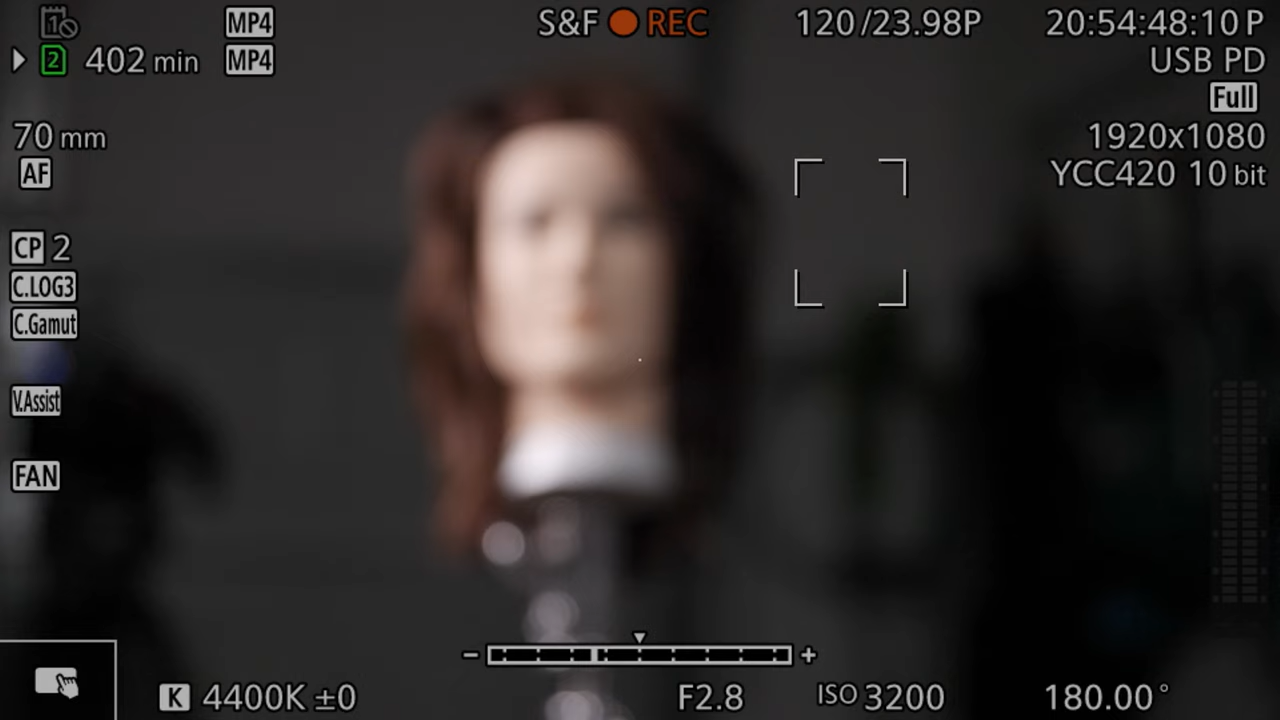 1 MP4 S&F REC 120/23.98P 20:54:48:10 P
2 402 min MP4 USB PD
Full
70 mm 1920x1080
AF YCC420 10 bit
CP 2
C.LOG3
C.Gamut
V.Assist
FAN
- +
K 4400K ±0 F2.8 ISO 3200 180.00°